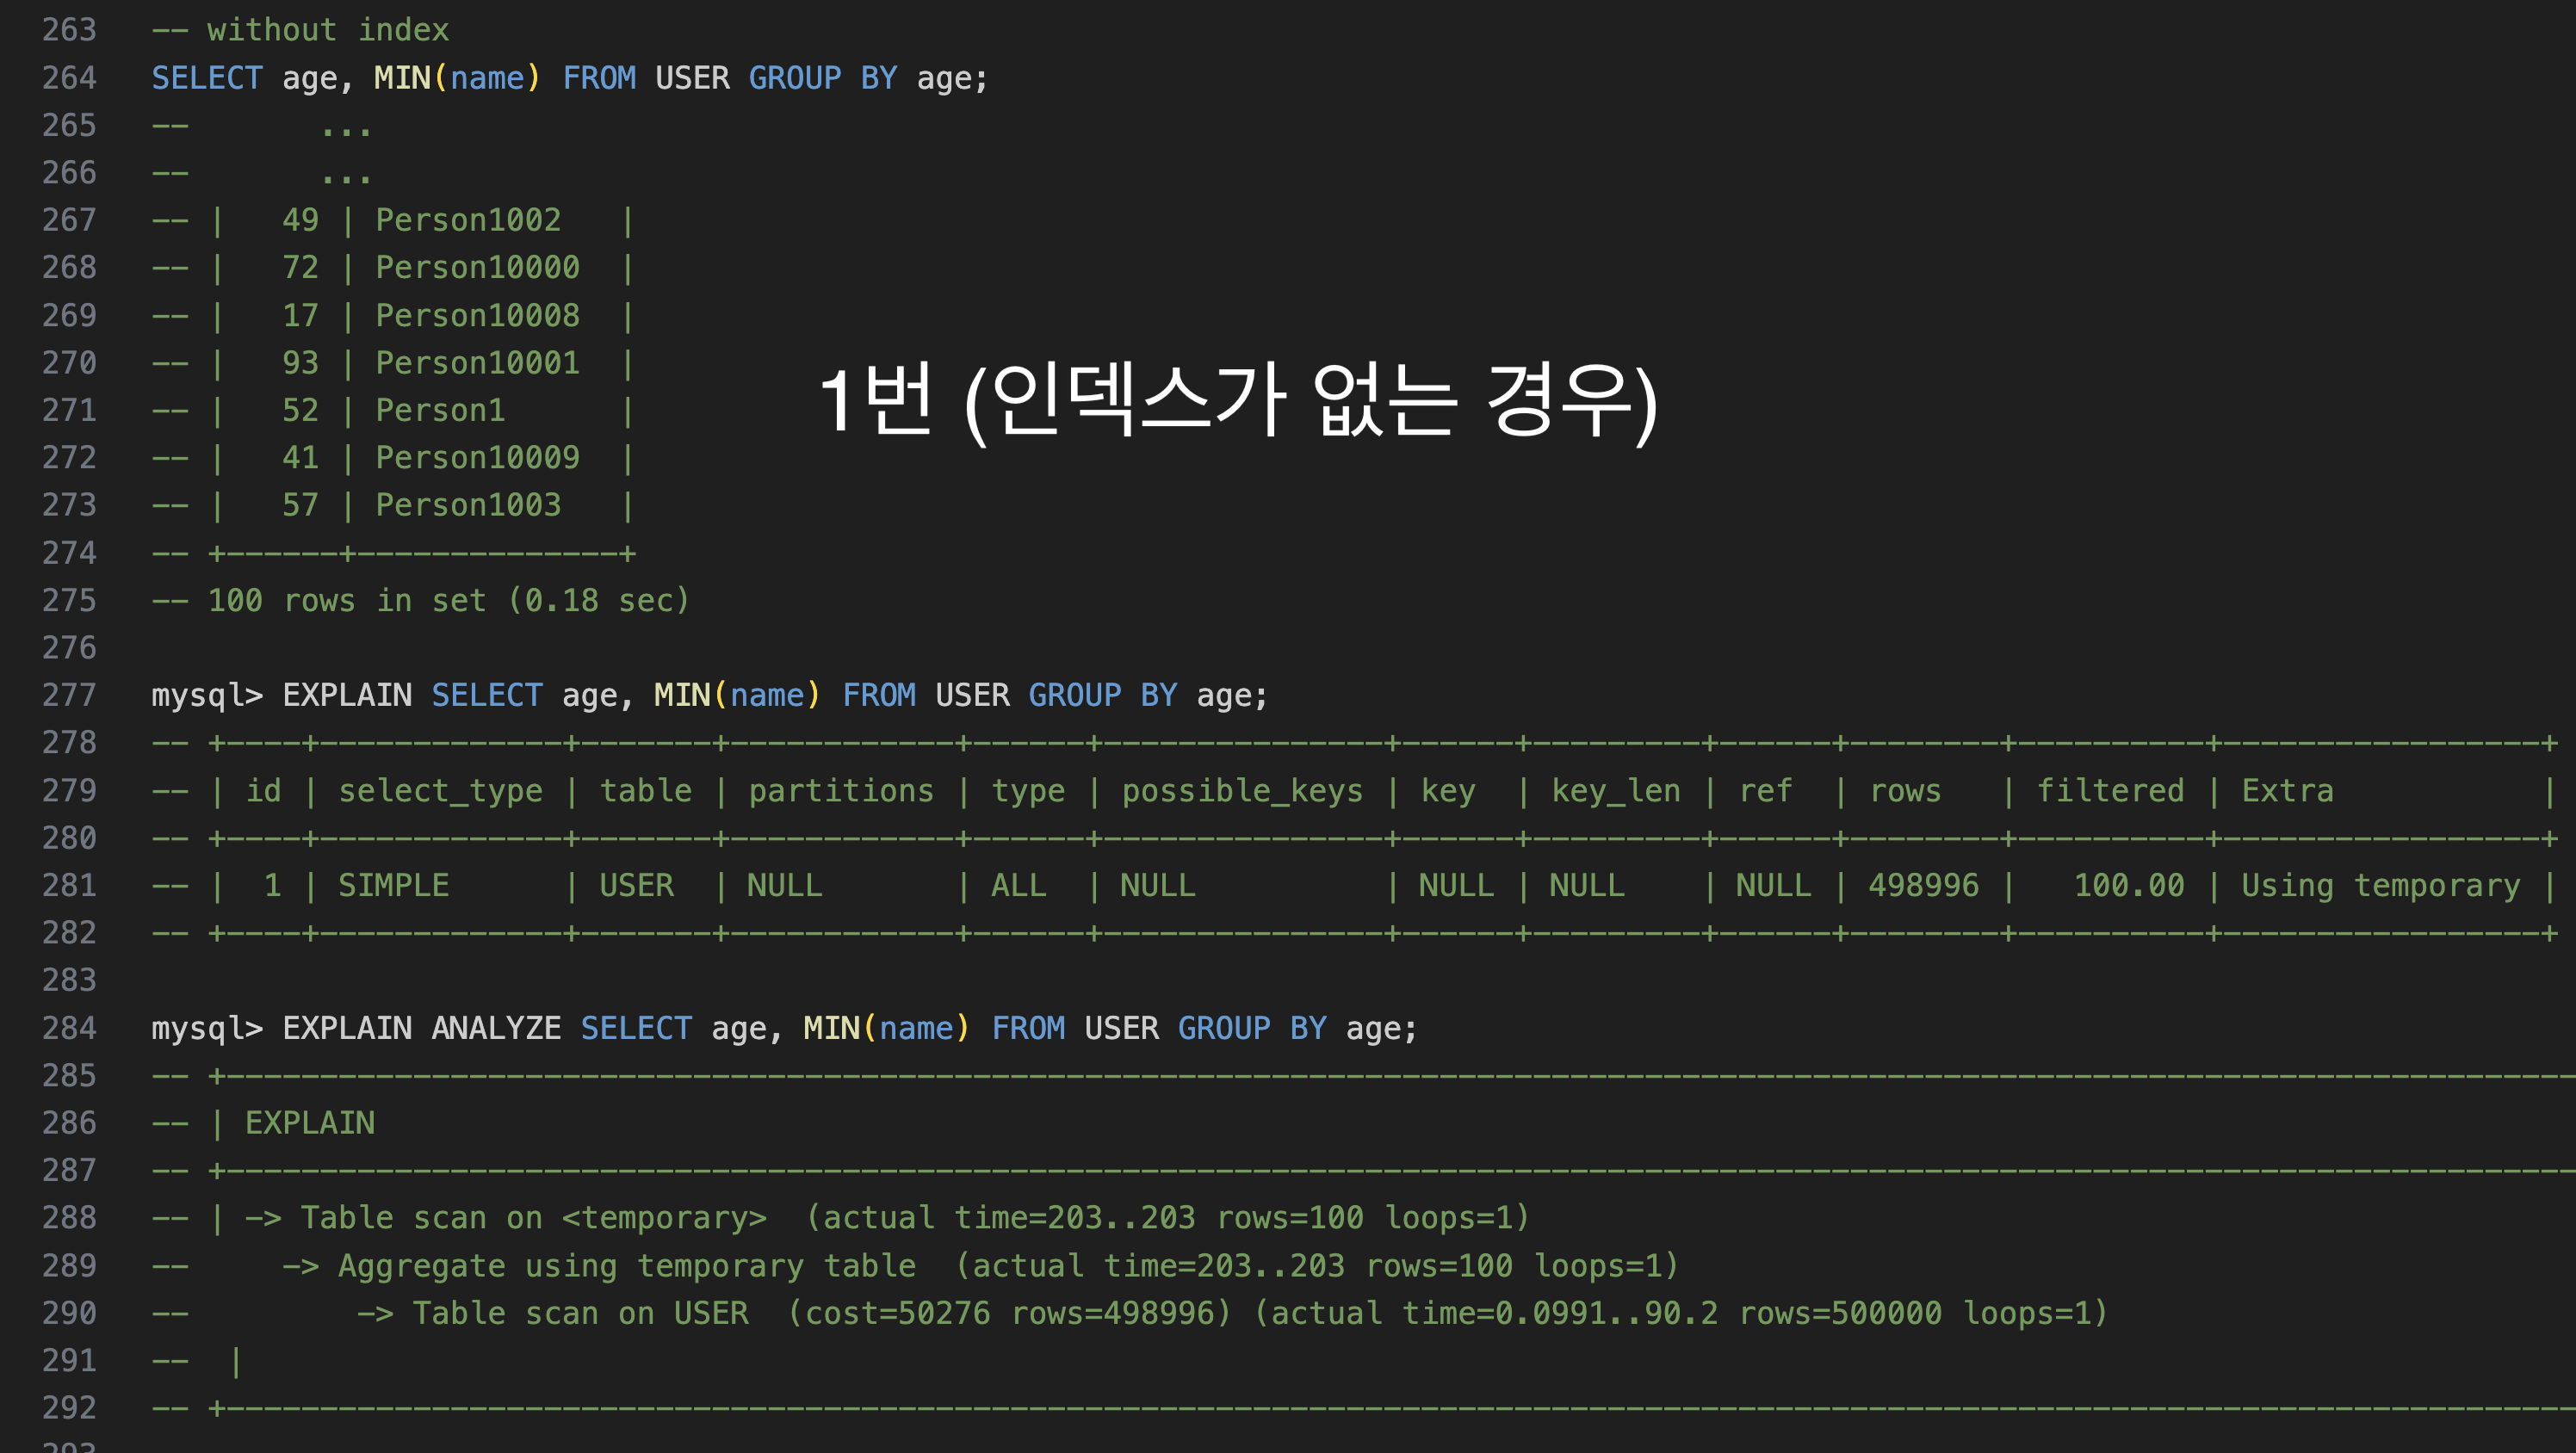 263 -- without index
264 SELECT age, MIN(name) FROM USER GROUP BY age;
265 --       ...
266 --       ...
267 -- |   49 | Person1002   |
268 -- |   72 | Person10000  |
269 -- |   17 | Person10008  |
270 -- |   93 | Person10001  |
1번 (인덱스가 없는 경우)
271 -- |   52 | Person1      |
272 -- |   41 | Person10009  |
273 -- |   57 | Person1003   |
274 -- +------+--------------+
275 -- 100 rows in set (0.18 sec)
276
277 mysql> EXPLAIN SELECT age, MIN(name) FROM USER GROUP BY age;
278 -- +----+-------------+-------+------------+------+---------------+------+---------+------+--------+----------+-----------------+
279 -- | id | select_type | table | partitions | type | possible_keys | key  | key_len | ref  | rows   | filtered | Extra           |
280 -- +----+-------------+-------+------------+------+---------------+------+---------+------+--------+----------+-----------------+
281 -- |  1 | SIMPLE      | USER  | NULL       | ALL  | NULL          | NULL | NULL    | NULL | 498996 |   100.00 | Using temporary |
282 -- +----+-------------+-------+------------+------+---------------+------+---------+------+--------+----------+-----------------+
283
284 mysql> EXPLAIN ANALYZE SELECT age, MIN(name) FROM USER GROUP BY age;
285 -- +------------------------------------------------------------------------------------------------------------------------------
286 -- | EXPLAIN
287 -- +------------------------------------------------------------------------------------------------------------------------------
288 -- | -> Table scan on <temporary>  (actual time=203..203 rows=100 loops=1)
289 --     -> Aggregate using temporary table  (actual time=203..203 rows=100 loops=1)
290 --         -> Table scan on USER  (cost=50276 rows=498996) (actual time=0.0991..90.2 rows=500000 loops=1)
291 --  |
292 -- +------------------------------------------------------------------------------------------------------------------------------
293